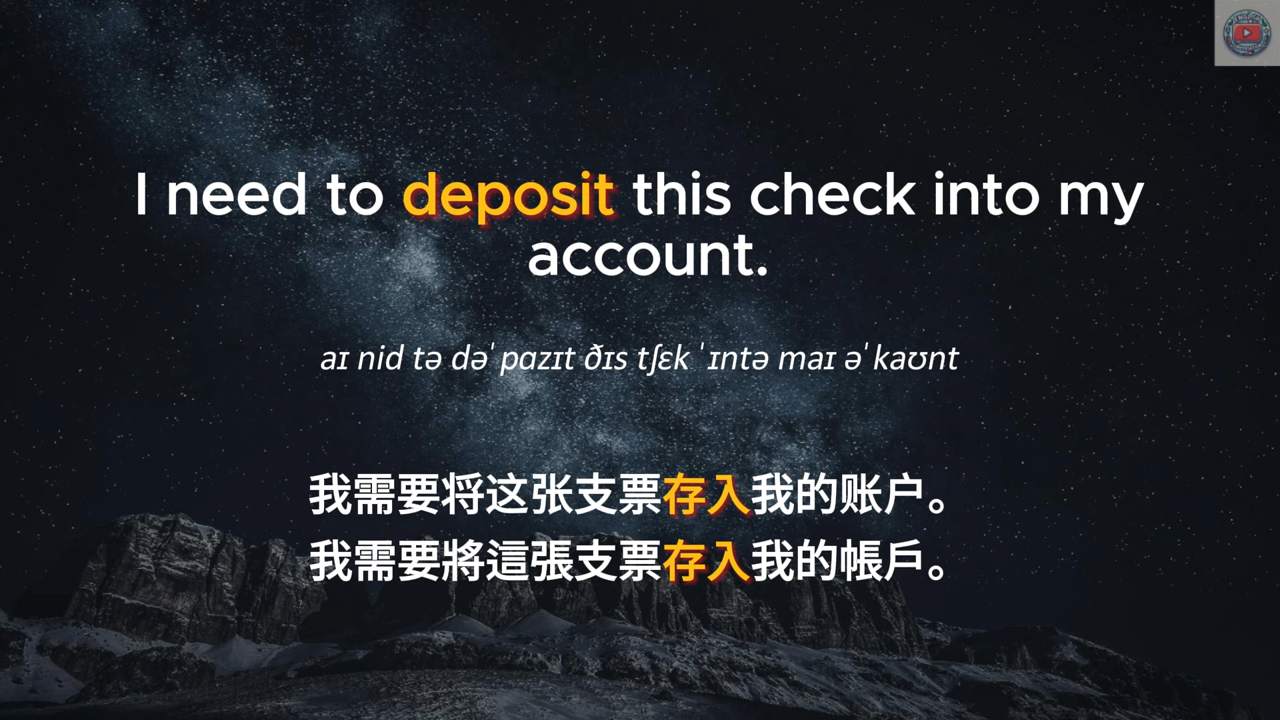 I need to deposit this check into my
account.
aɪ nid tə dəˈpɑzɪt ðɪs tʃɛk ˈɪntə maɪ əˈkaʊnt
我需要将这张支票存入我的账户。
我需要將這張支票存入我的帳戶。